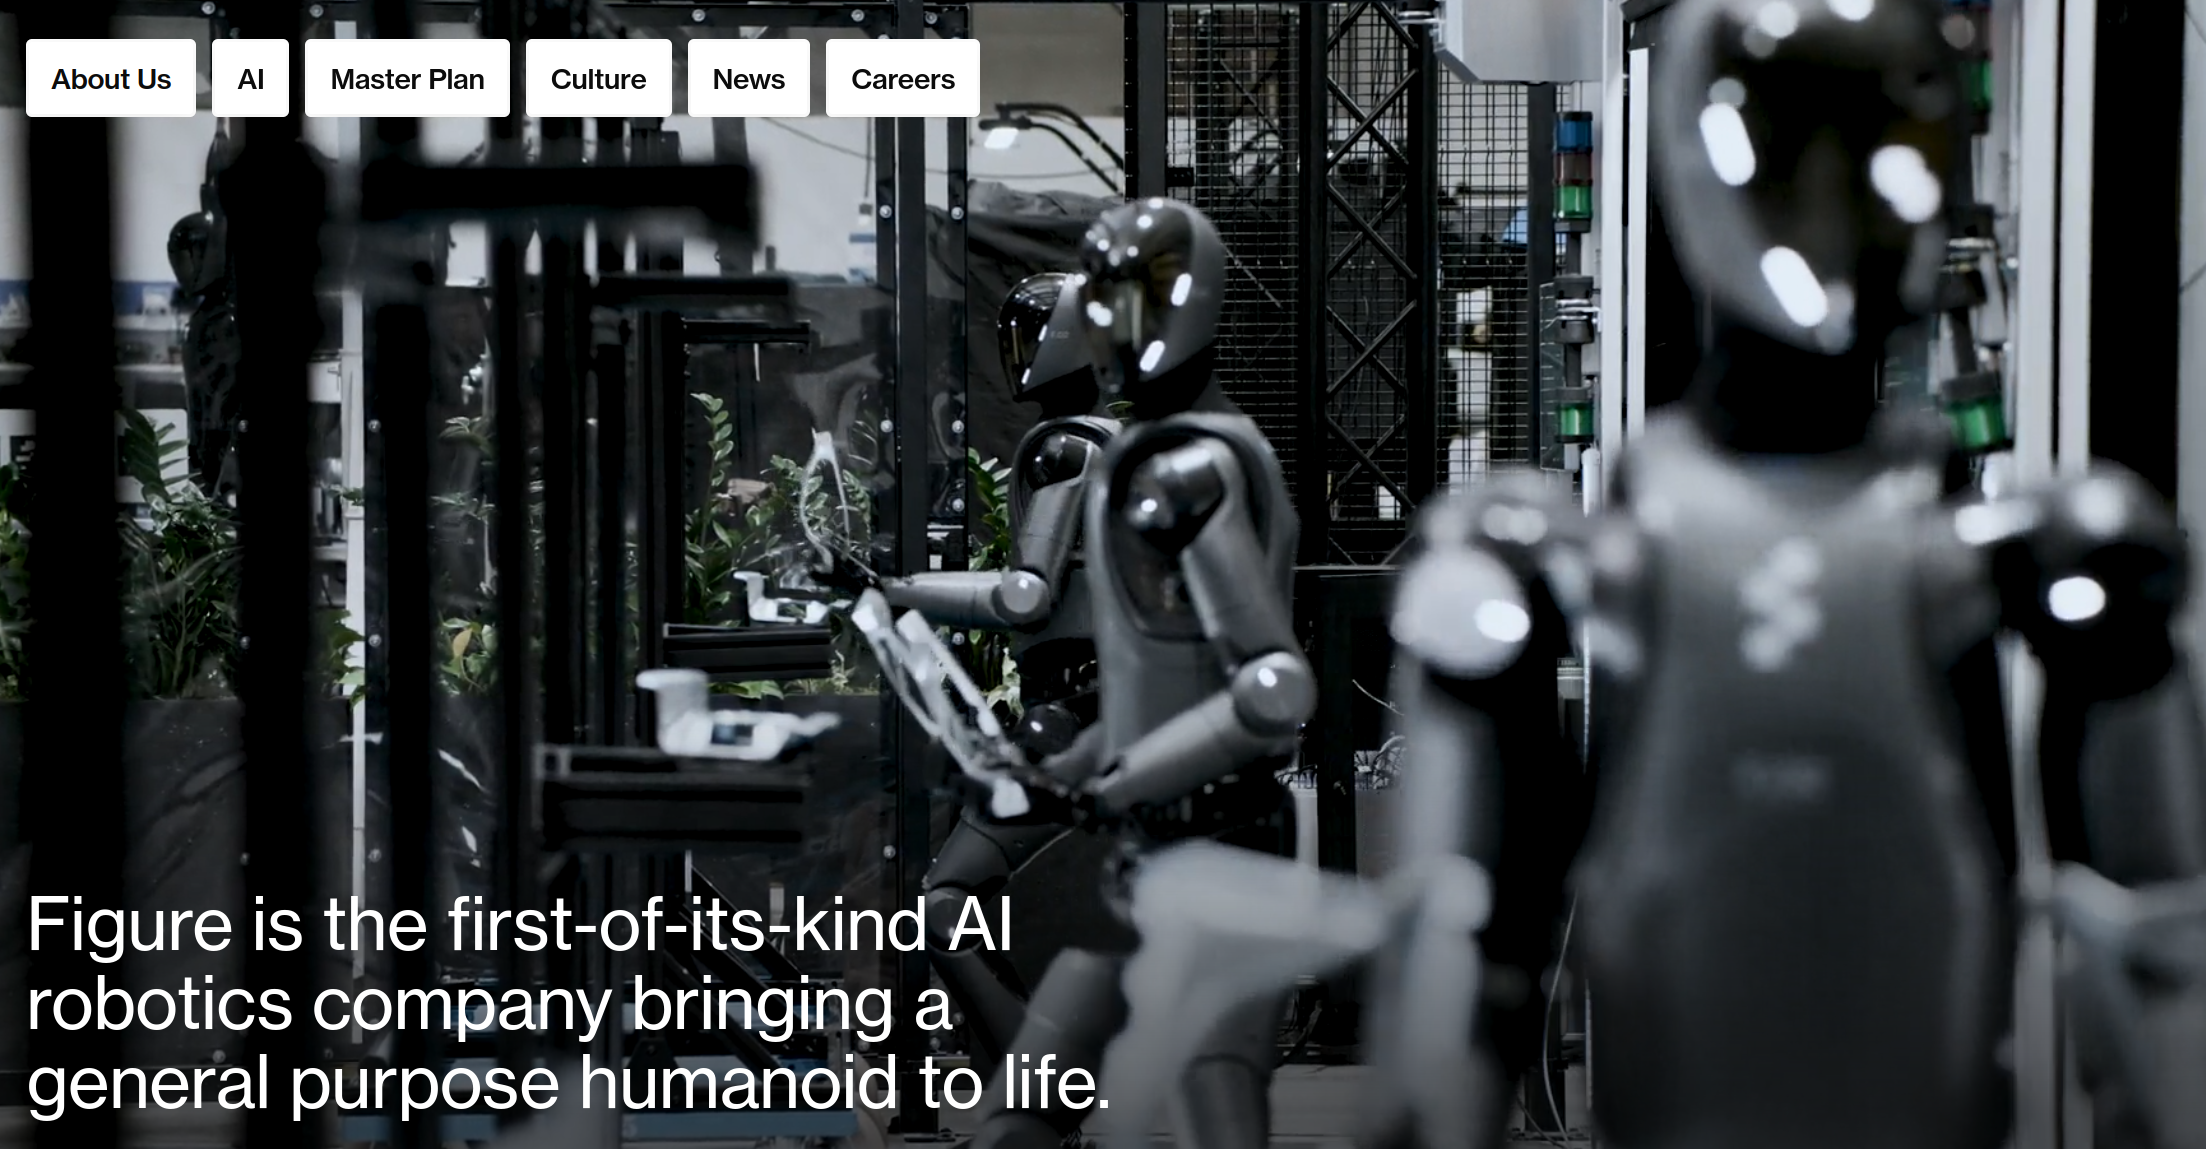 About Us
AI
Master Plan
Culture
News
Careers
Figure is the first-of-its-kind AI
robotics company bringing a
general purpose humanoid to life.